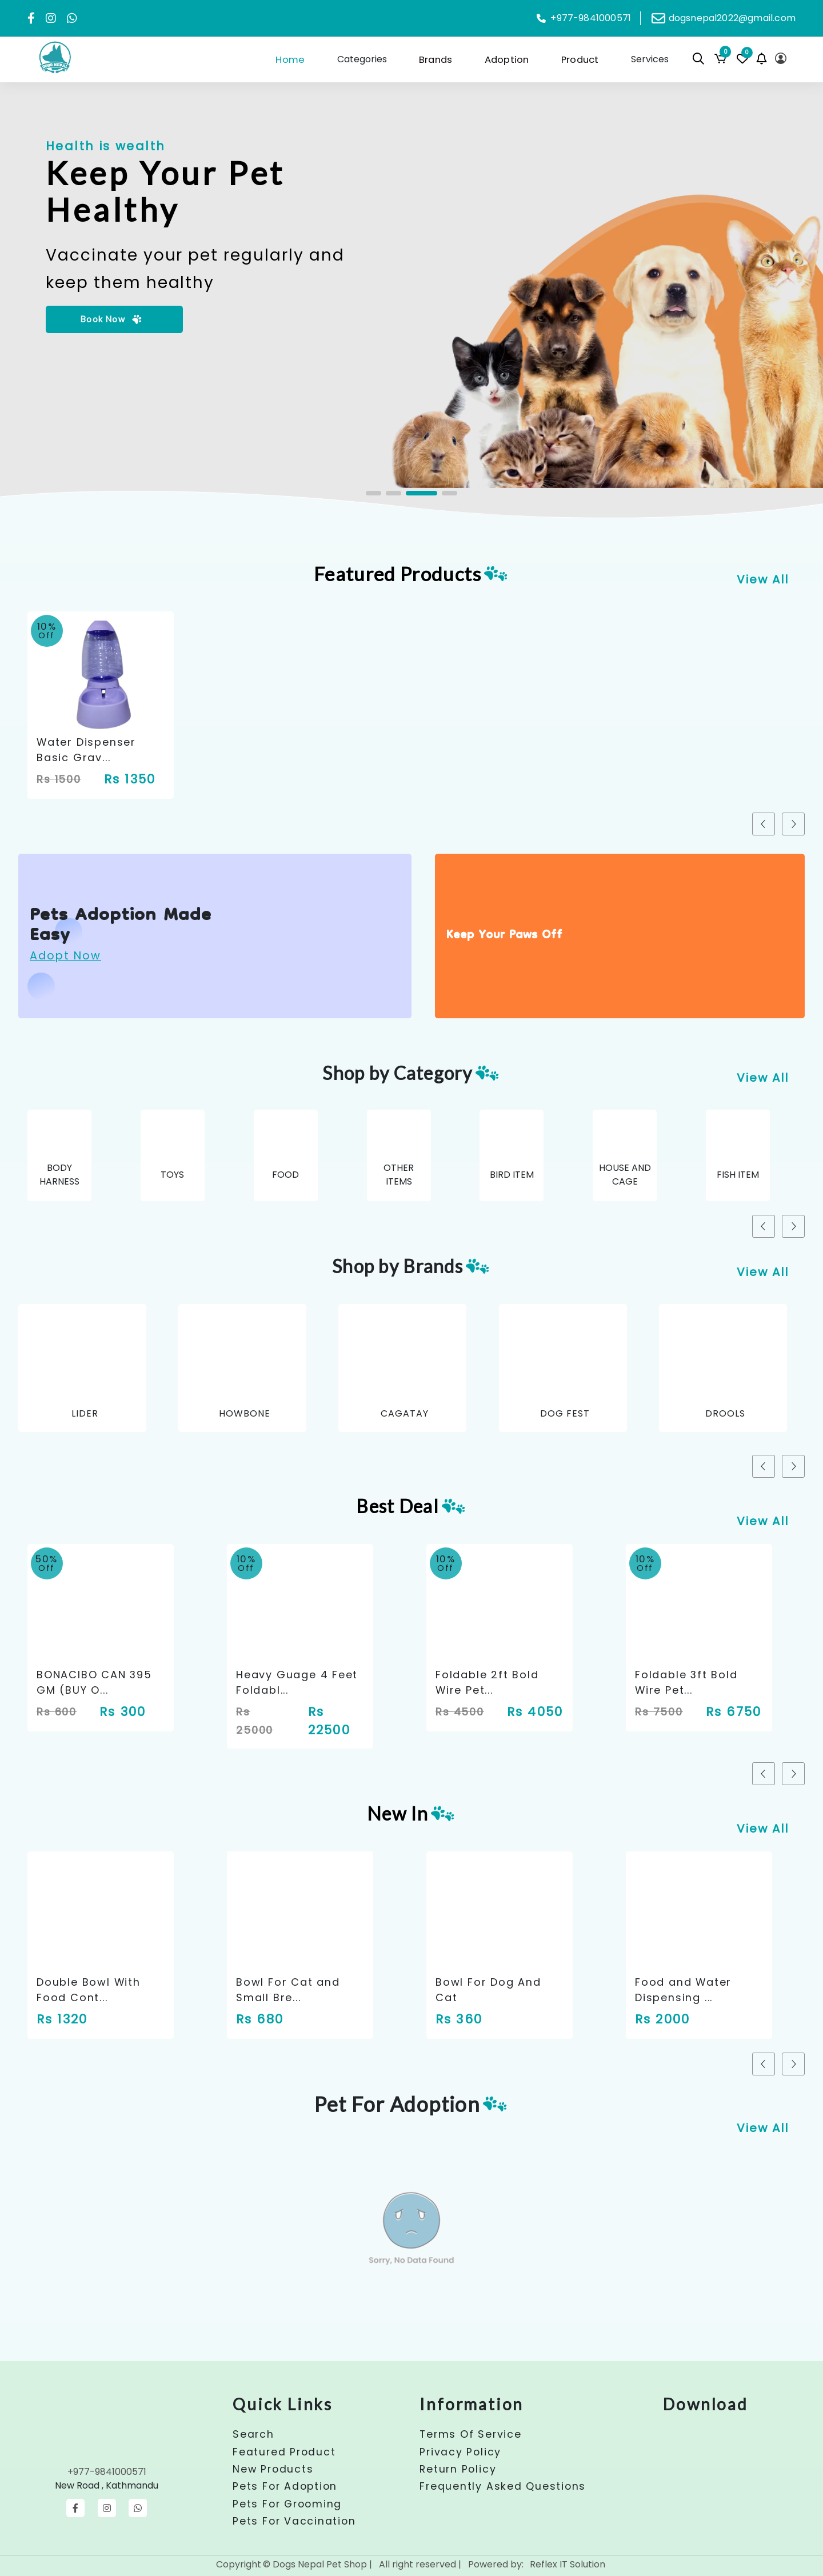 +977-9841000571
dogsnepal2022@gmail.com
0
0
Home
Categories
Brands
Adoption
Product
Services
Health is wealth
Keep Your Pet
Healthy
Vaccinate your pet regularly and
keep them healthy
Book Now
Featured Products
View All
10%
Off
Water Dispenser
Basic Grav...
Rs 1500
Rs 1350
Pets Adoption Made
Easy
Adopt Now
Keep Your Paws Off
Shop by Category
View All
BODY
HARNESS
TOYS
FOOD
OTHER
ITEMS
BIRD ITEM
HOUSE AND
CAGE
FISH ITEM
Shop by Brands
View All
LIDER
HOWBONE
CAGATAY
DOG FEST
DROOLS
Best Deal
View All
50%
Off
BONACIBO CAN 395
GM (BUY O...
Rs 600
Rs 300
10%
Off
Heavy Guage 4 Feet
Foldabl...
Rs
25000
Rs
22500
10%
Off
Foldable 2ft Bold
Wire Pet...
Rs 4500
Rs 4050
10%
Off
Foldable 3ft Bold
Wire Pet...
Rs 7500
Rs 6750
New In
View All
Double Bowl With
Food Cont...
Rs 1320
Bowl For Cat and
Small Bre...
Rs 680
Bowl For Dog And
Cat
Rs 360
Food and Water
Dispensing ...
Rs 2000
Pet For Adoption
View All
Sorry, No Data Found
+977-9841000571
New Road , Kathmandu
Quick Links
Search
Featured Product
New Products
Pets For Adoption
Pets For Grooming
Pets For Vaccination
Information
Terms Of Service
Privacy Policy
Return Policy
Frequently Asked Questions
Download
Copyright © Dogs Nepal Pet Shop | All right reserved | Powered by: Reflex IT Solution